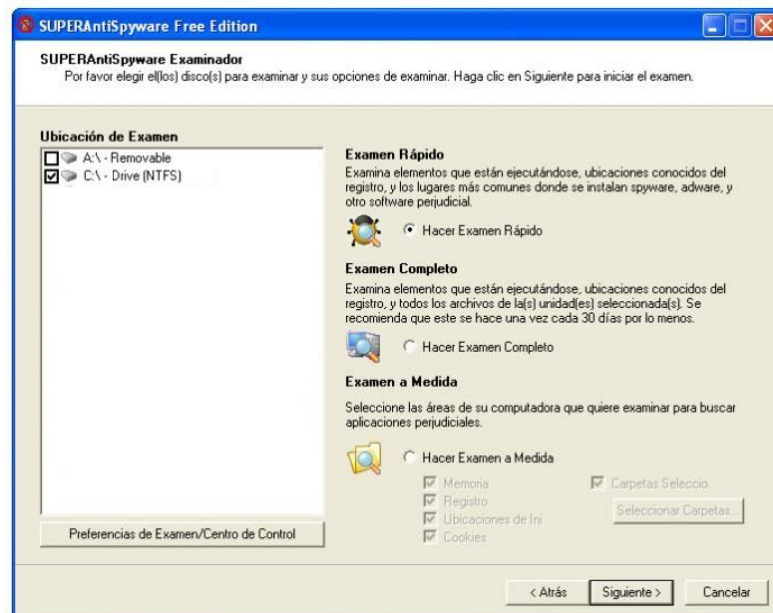 SUPERAntiSpyware Free Edition
SUPERAntiSpyware Examinador
Por favor elegir el(los) disco(s) para examinar y sus opciones de examinar. Haga clic en Siguiente para iniciar el examen.
Ubicación de Examen
A:\ - Removable
C:\ - Drive (NTFS)
Preferencias de Examen/Centro de Control
Examen Rápido
Examina elementos que están ejecutándose, ubicaciones conocidos del
registro, y los lugares más comunes donde se instalan spyware, adware, y
otro software perjudicial.
Hacer Examen Rápido
Examen Completo
Examina elementos que están ejecutándose, ubicaciones conocidos del
registro, y todos los archivos de la(s) unidad(es) seleccionada(s). Se
recomienda que este se hace una vez cada 30 días por lo menos.
Hacer Examen Completo
Examen a Medida
Seleccione las áreas de su computadora que quiere examinar para buscar
aplicaciones perjudiciales.
Hacer Examen a Medida
Memoria
Registro
Ubicaciones de Ini
Cookies
Carpetas Seleccio
Seleccionar Carpetas...
< Atrás
Siguiente >
Cancelar